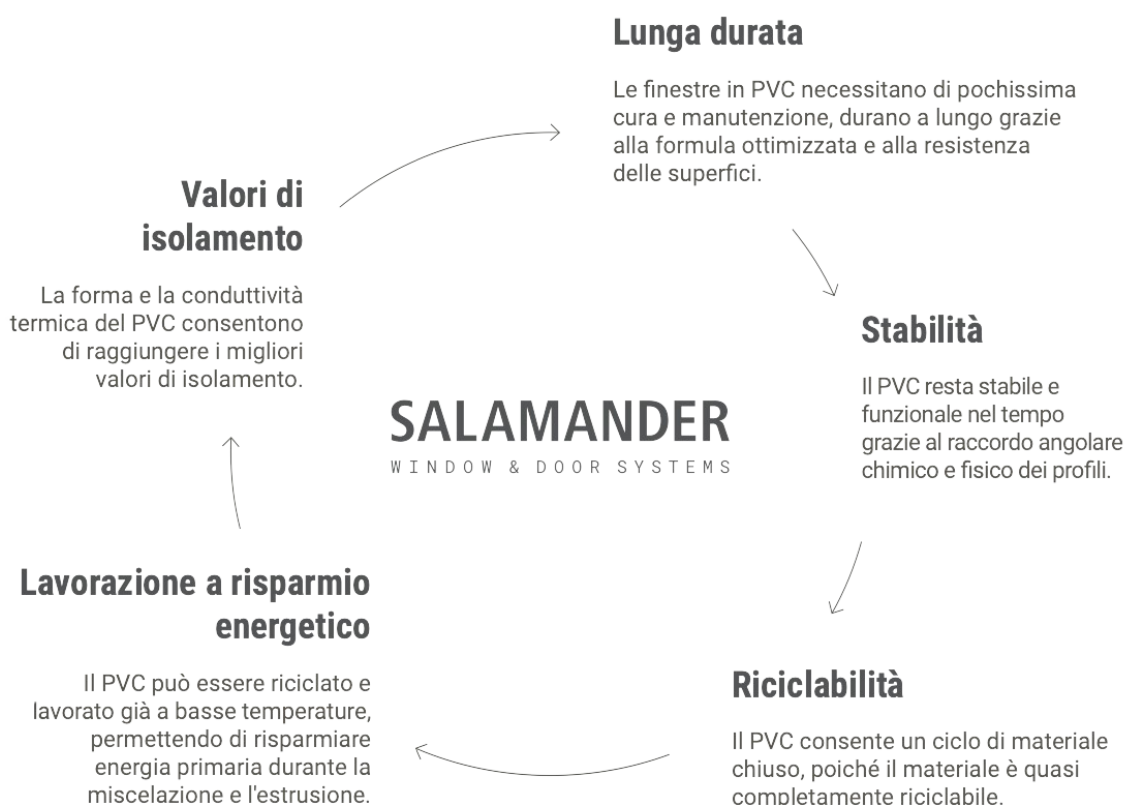 Lunga durata
Le finestre in PVC necessitano di pochissima
cura e manutenzione, durano a lungo grazie
alla formula ottimizzata e alla resistenza
delle superfici.
Stabilità
Il PVC resta stabile e
funzionale nel tempo
grazie al raccordo angolare
chimico e fisico dei profili.
Riciclabilità
Il PVC consente un ciclo di materiale
chiuso, poiché il materiale è quasi
completamente riciclabile.
Lavorazione a risparmio
energetico
Il PVC può essere riciclato e
lavorato già a basse temperature,
permettendo di risparmiare
energia primaria durante la
miscelazione e l'estrusione.
Valori di
isolamento
La forma e la conduttività
termica del PVC consentono
di raggiungere i migliori
valori di isolamento.
SALAMANDER
WINDOW & DOOR SYSTEMS